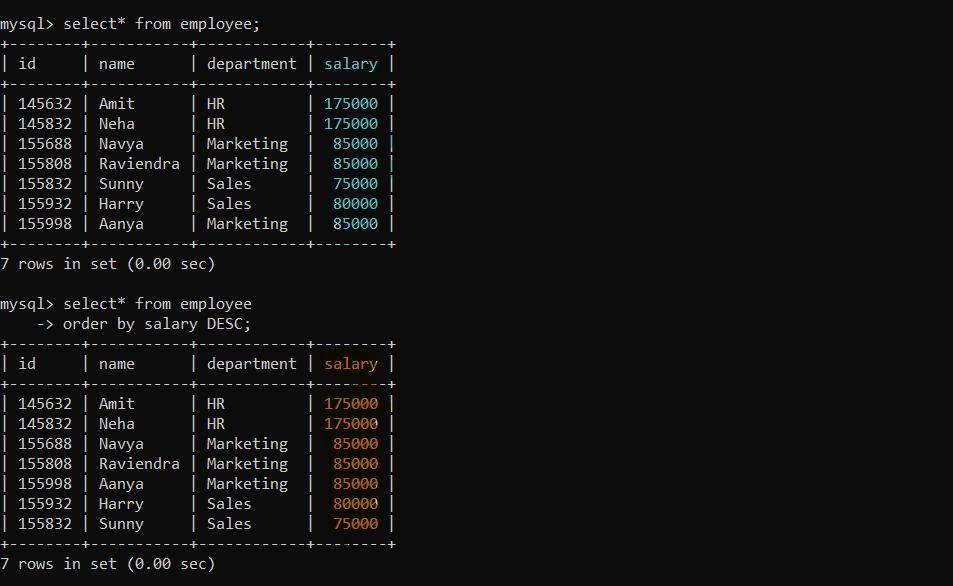 mysql> select* from employee;
+--------+-----------+------------+--------+
| id     | name      | department | salary |
+--------+-----------+------------+--------+
| 145632 | Amit      | HR         | 175000 |
| 145832 | Neha      | HR         | 175000 |
| 155688 | Navya     | Marketing  |  85000 |
| 155808 | Raviendra | Marketing  |  85000 |
| 155832 | Sunny     | Sales      |  75000 |
| 155932 | Harry     | Sales      |  80000 |
| 155998 | Aanya     | Marketing  |  85000 |
+--------+-----------+------------+--------+
7 rows in set (0.00 sec)

mysql> select* from employee
    -> order by salary DESC;
+--------+-----------+------------+--------+
| id     | name      | department | salary |
+--------+-----------+------------+--------+
| 145632 | Amit      | HR         | 175000 |
| 145832 | Neha      | HR         | 175000 |
| 155688 | Navya     | Marketing  |  85000 |
| 155808 | Raviendra | Marketing  |  85000 |
| 155998 | Aanya     | Marketing  |  85000 |
| 155932 | Harry     | Sales      |  80000 |
| 155832 | Sunny     | Sales      |  75000 |
+--------+-----------+------------+--------+
7 rows in set (0.00 sec)